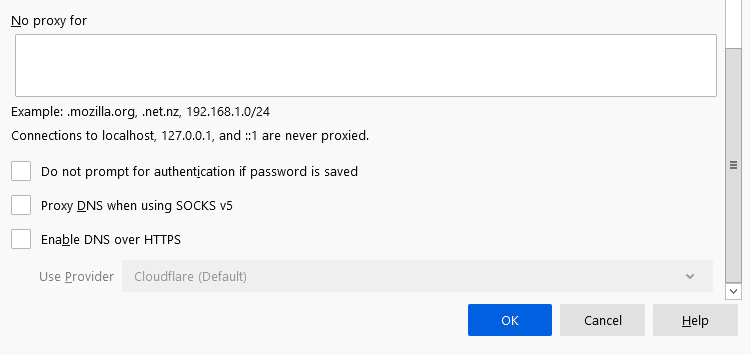 No proxy for
Example: .mozilla.org, .net.nz, 192.168.1.0/24
Connections to localhost, 127.0.0.1, and ::1 are never proxied.
Do not prompt for authentication if password is saved
Proxy DNS when using SOCKS v5
Enable DNS over HTTPS
Use Provider Cloudflare (Default)
OK Cancel Help